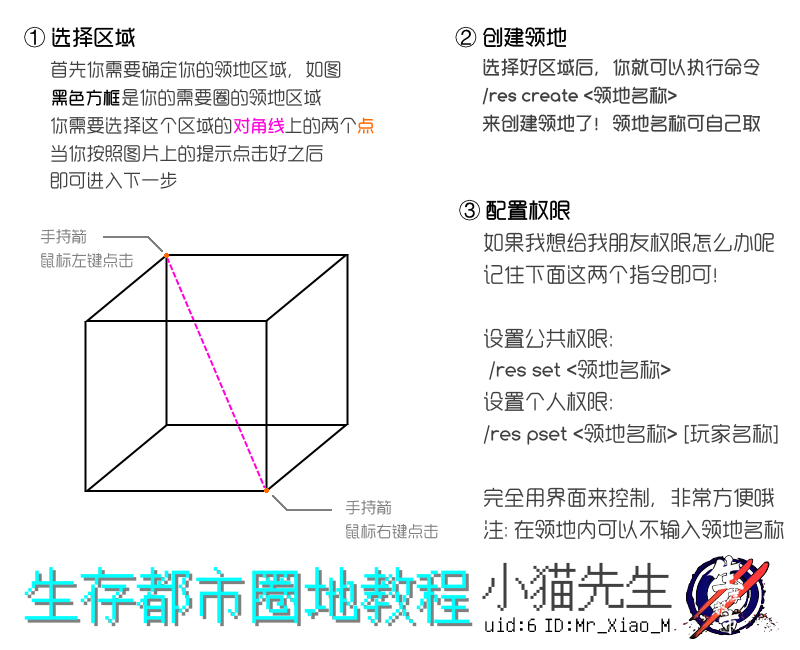 ① 选择区域
首先你需要确定你的领地区域，如图
黑色方框是你的需要圈的领地区域
你需要选择这个区域的对角线上的两个点
当你按照图片上的提示点击好之后
即可进入下一步
手持箭
鼠标左键点击
手持箭
鼠标右键点击
② 创建领地
选择好区域后，你就可以执行命令
/res create <领地名称>
来创建领地了！领地名称可自己取
③ 配置权限
如果我想给我朋友权限怎么办呢
记住下面这两个指令即可!
设置公共权限:
/res set <领地名称>
设置个人权限:
/res pset <领地名称> [玩家名称]
完全用界面来控制，非常方便哦
注: 在领地内可以不输入领地名称
生存都市圈地教程
小猫先生
uid:6 ID:Mr_Xiao_M